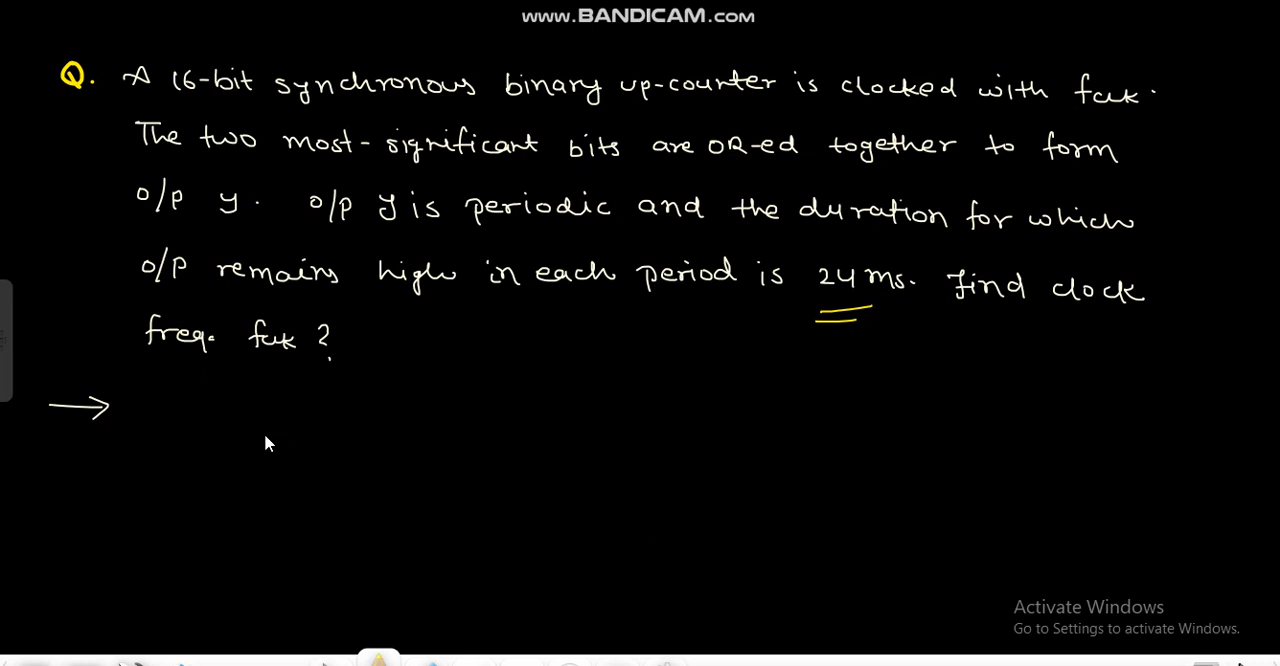 www.BANDICAM.com
Q. A 16-bit synchronous binary up-counter is clocked with fclk.
The two most-significant bits are OR-ed together to form
o/p y. o/p y is periodic and the duration for which
o/p remains high in each period is 24 ms. Find clock
freq. fclk ?
Activate Windows
Go to Settings to activate Windows.